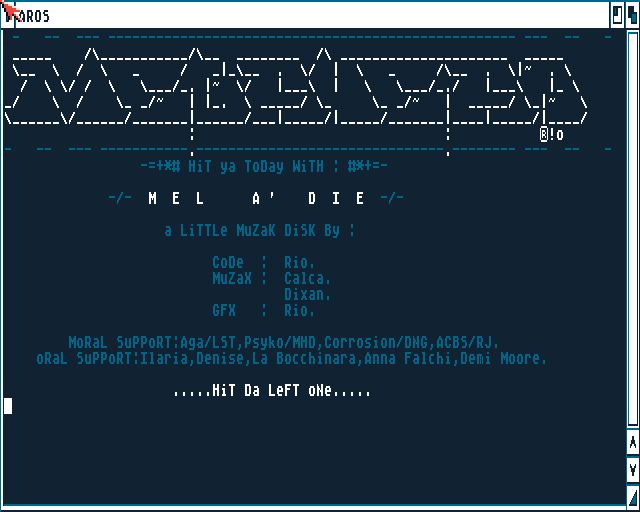 AROS
®!o
-=+*# HiT ya ToDay WiTH : #*+=-
-/- M E L   A' D I E -/-
a LiTTLe MuZaK DiSK By :
CoDe : Rio.
MuZaX : Calca.
Dixan.
GFX : Rio.
MoRaL SuPPoRT:Aga/LST,Psyko/MHD,Corrosion/DNG,ACBS/RJ.
oRaL SuPPoRT:Ilaria,Denise,La Bocchinara,Anna Falchi,Demi Moore.
.....HiT Da LeFT oNe.....